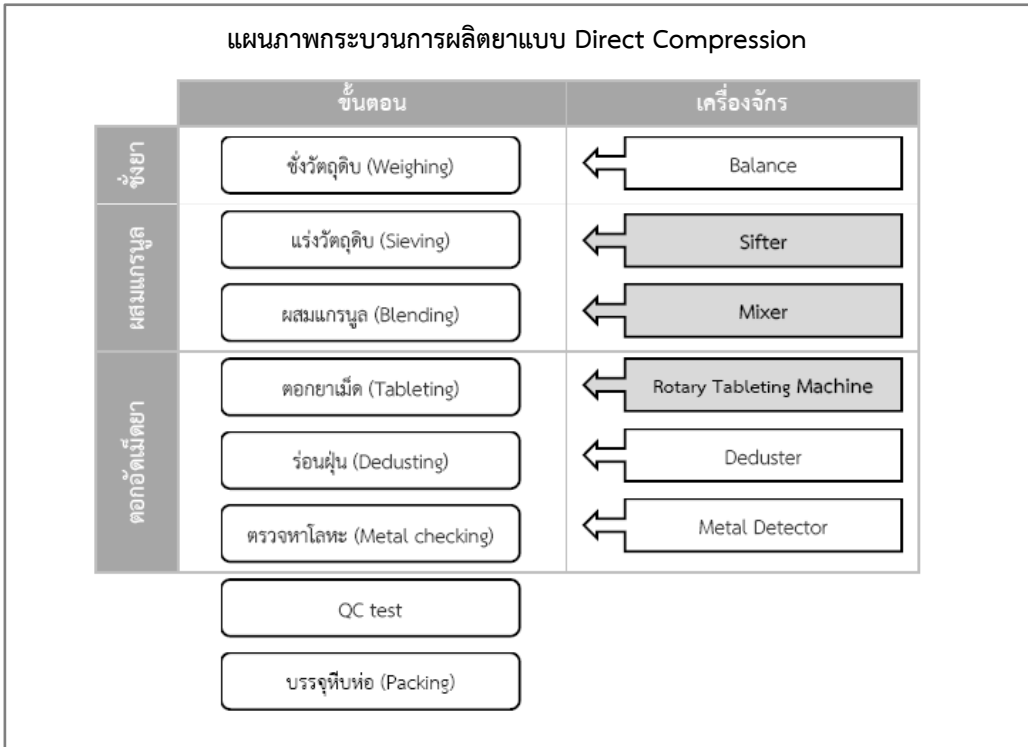 แผนภาพกระบวนการผลิตยาแบบ Direct Compression
ขั้นตอน
เครื่องจักร
ชั่งยา
ชั่งวัตถุดิบ (Weighing)
Balance
ผสมแกรนูล
แร่งวัตถุดิบ (Sieving)
Sifter
ผสมแกรนูล (Blending)
Mixer
ตอกอัดเม็ดยา
ตอกยาเม็ด (Tableting)
Rotary Tableting Machine
ร่อนฝุ่น (Dedusting)
Deduster
ตรวจหาโลหะ (Metal checking)
Metal Detector
QC test
บรรจุหีบห่อ (Packing)